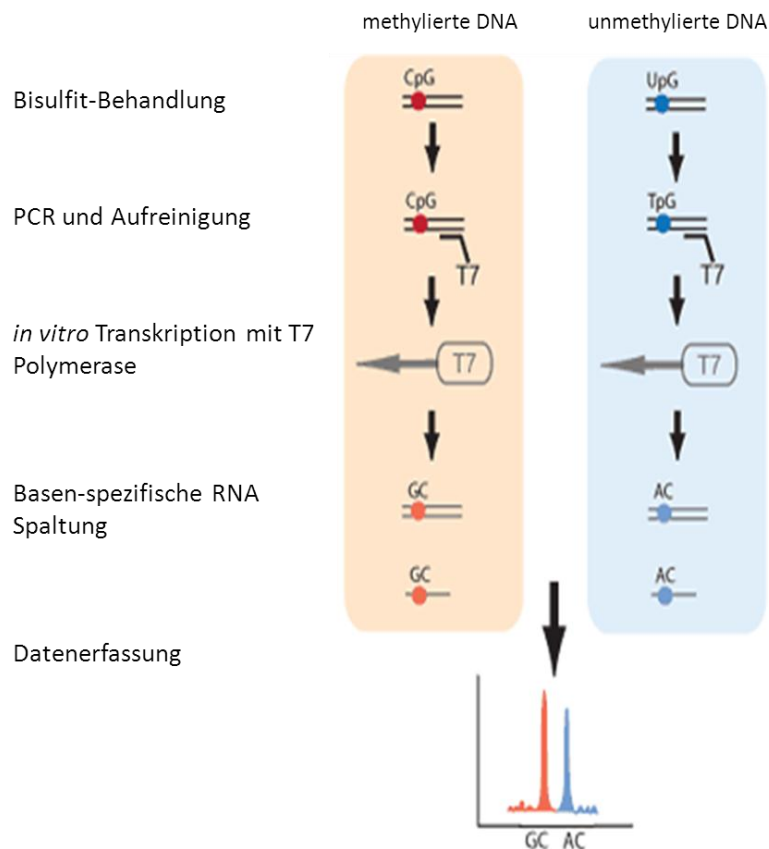 methylierte DNA
unmethylierte DNA
Bisulfit-Behandlung
CpG
UpG
PCR und Aufreinigung
CpG
TpG
T7
T7
in vitro Transkription mit T7
Polymerase
T7
T7
Basen-spezifische RNA
Spaltung
GC
AC
GC
AC
Datenerfassung
GC AC